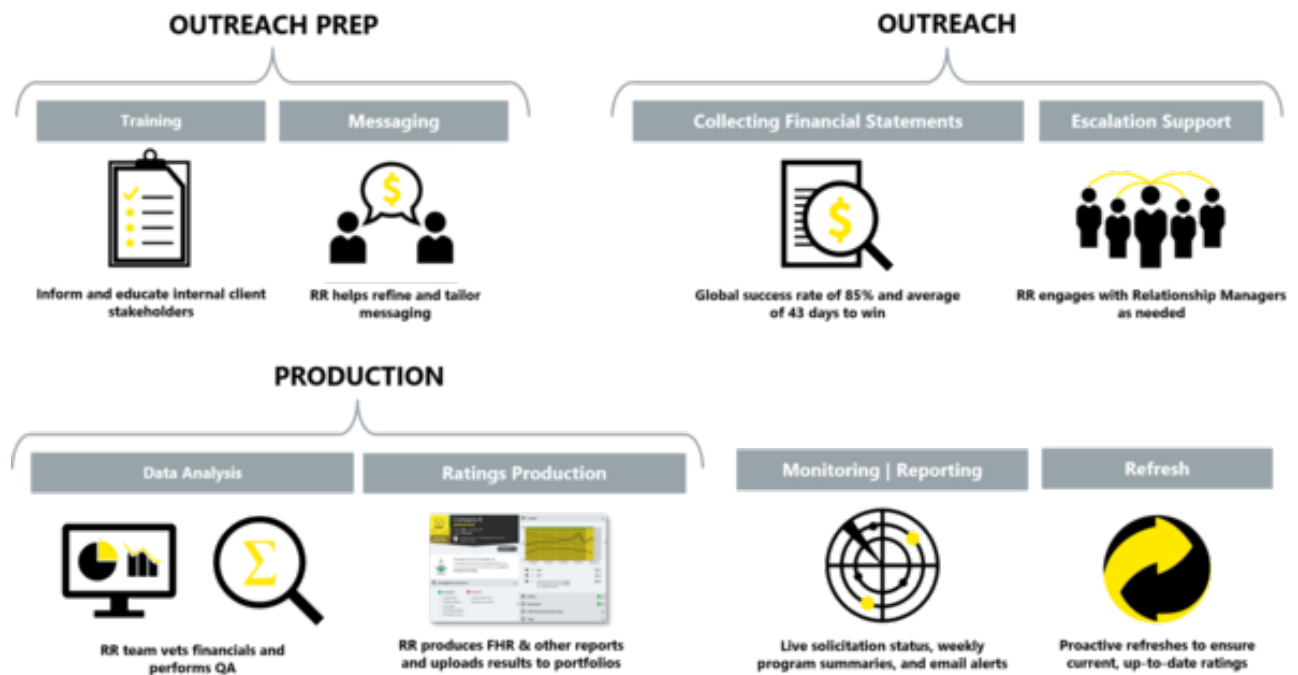 OUTREACH PREP
OUTREACH
Training
Messaging
Collecting Financial Statements
Escalation Support
$
$
Inform and educate internal client
stakeholders
RR helps refine and tailor
messaging
Global success rate of 85% and average
of 43 days to win
RR engages with Relationship Managers
as needed
PRODUCTION
Data Analysis
Ratings Production
Monitoring | Reporting
Refresh
Σ
RR team vets financials and
performs QA
RR produces FHR & other reports
and uploads results to portfolios
Live solicitation status, weekly
program summaries, and email alerts
Proactive refreshes to ensure
current, up-to-date ratings